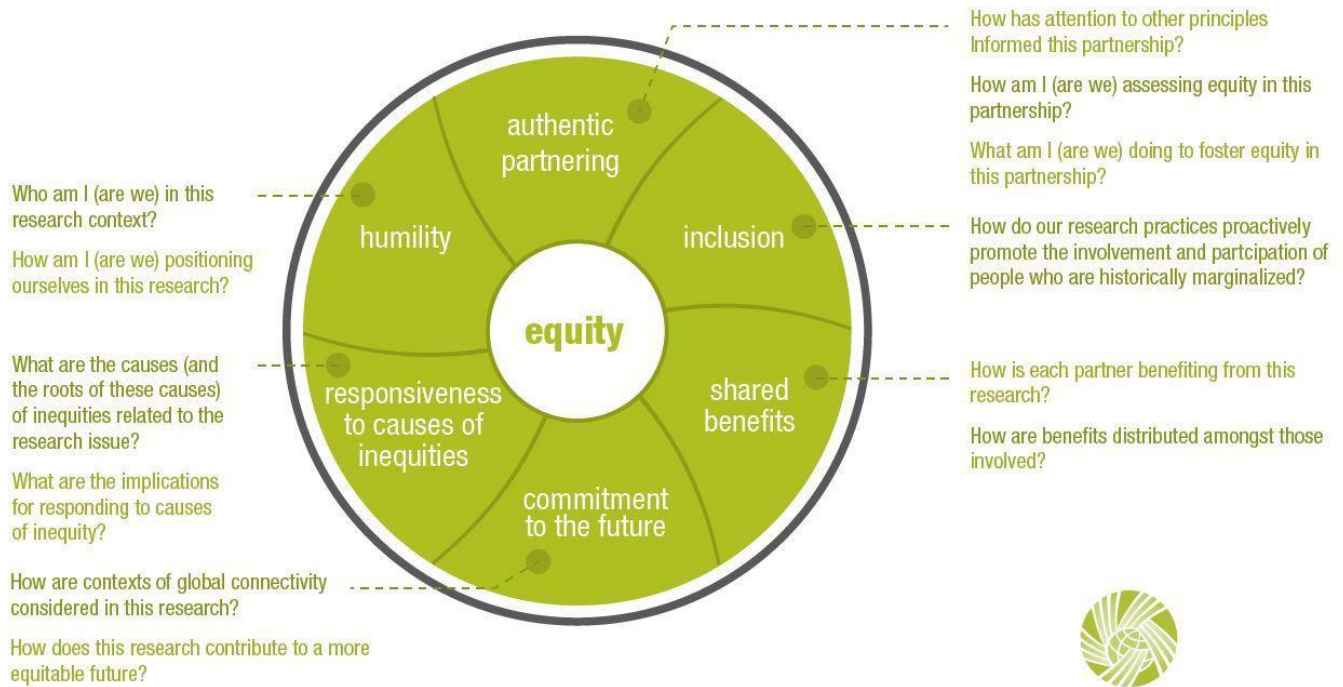 How has attention to other principles
Informed this partnership?
How am I (are we) assessing equity in this
partnership?
What am I (are we) doing to foster equity in
this partnership?
authentic
partnering
Who am I (are we) in this
research context?
How am I (are we) positioning
ourselves in this research?
humility
inclusion
How do our research practices proactively
promote the involvement and partcipation of
people who are historically marginalized?
equity
What are the causes (and
the roots of these causes)
of inequities related to the
research issue?
What are the implications
for responding to causes
of inequity?
responsiveness
to causes of
inequities
shared
benefits
How is each partner benefiting from this
research?
How are benefits distributed amongst those
involved?
commitment
to the future
How are contexts of global connectivity
considered in this research?
How does this research contribute to a more
equitable future?